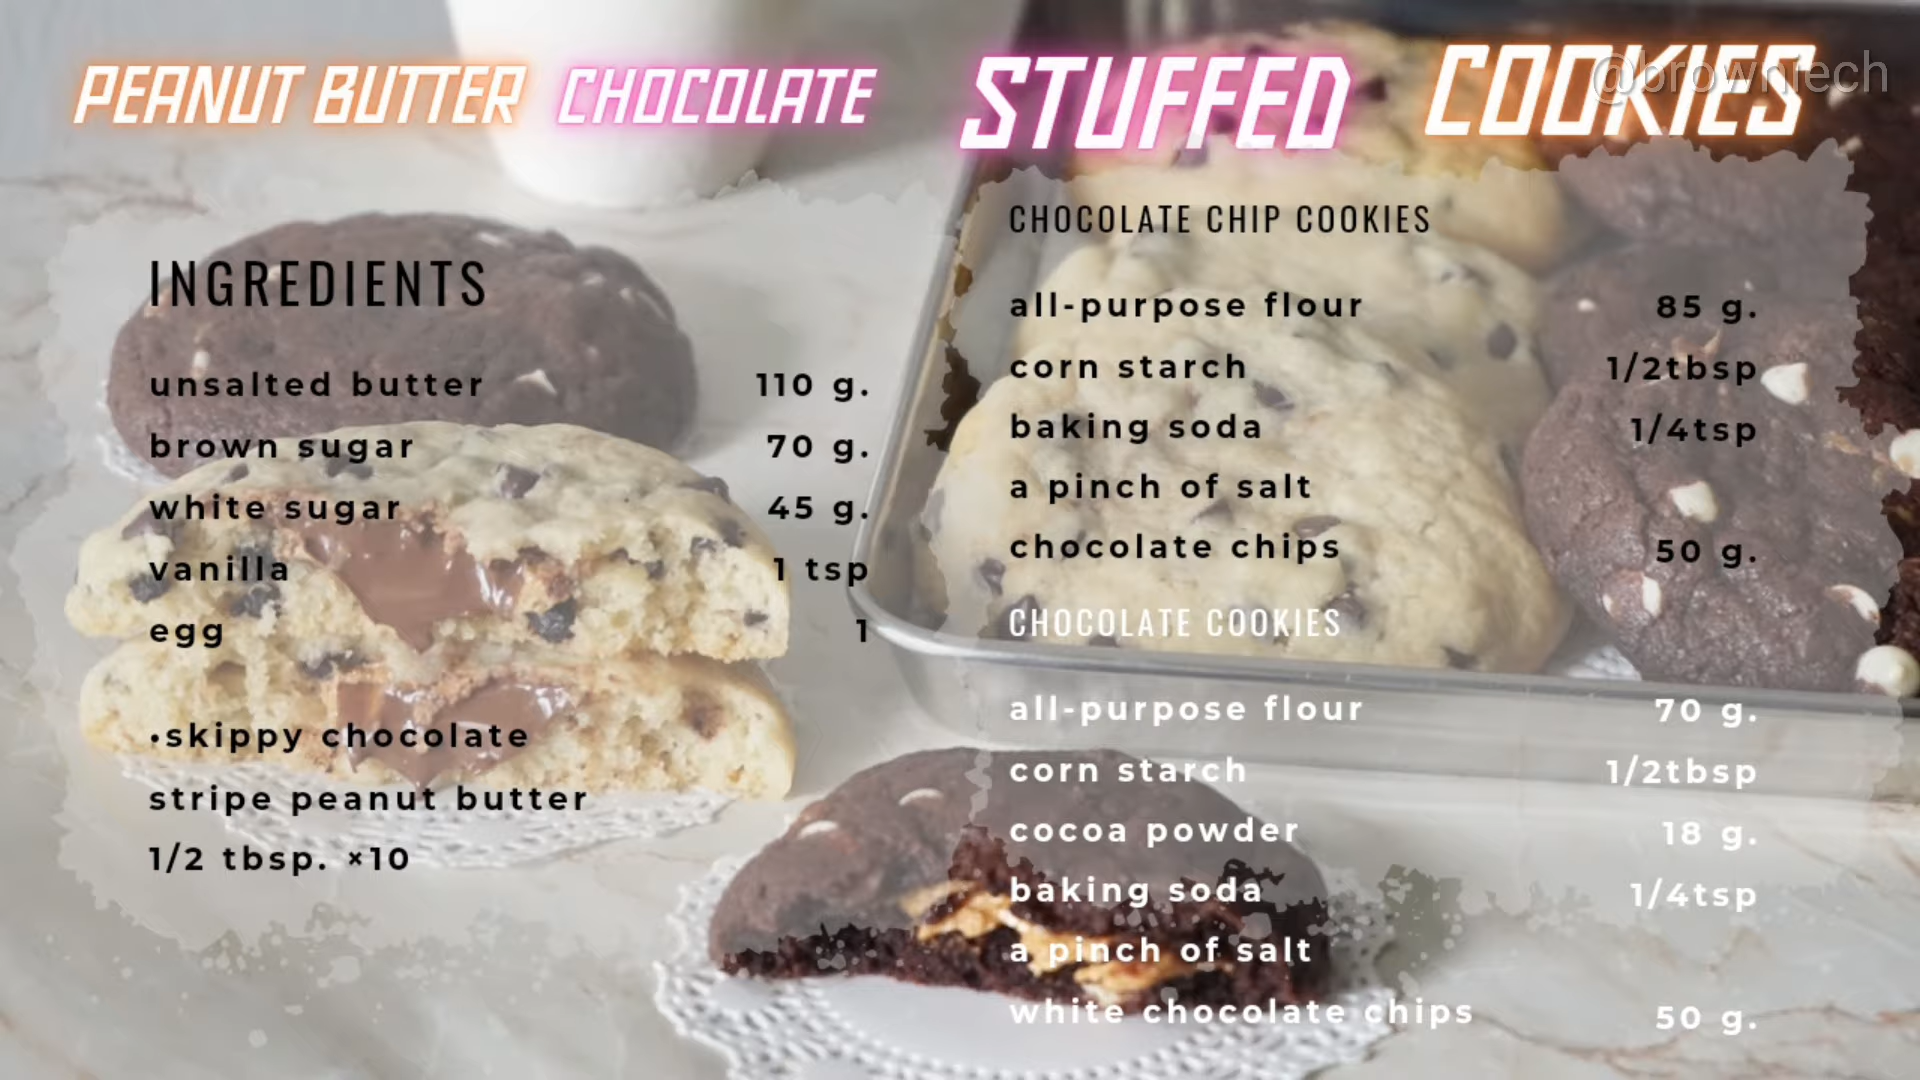 PEANUT BUTTER CHOCOLATE STUFFED COOKIES
@browniech
INGREDIENTS
unsalted butter 110 g.
brown sugar 70 g.
white sugar 45 g.
vanilla 1 tsp
egg 1
•skippy chocolate
stripe peanut butter
1/2 tbsp. ×10
CHOCOLATE CHIP COOKIES
all-purpose flour 85 g.
corn starch 1/2tbsp
baking soda 1/4tsp
a pinch of salt
chocolate chips 50 g.
CHOCOLATE COOKIES
all-purpose flour 70 g.
corn starch 1/2tbsp
cocoa powder 18 g.
baking soda 1/4tsp
a pinch of salt
white chocolate chips 50 g.